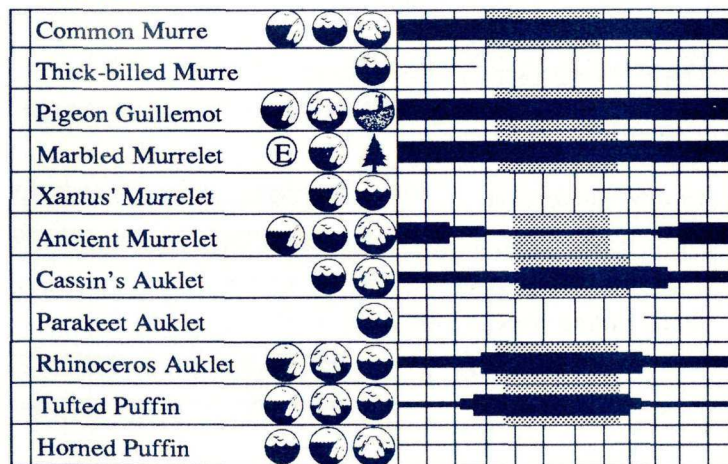 Common Murre
Thick-billed Murre
Pigeon Guillemot
Marbled Murrelet E
Xantus' Murrelet
Ancient Murrelet
Cassin's Auklet
Parakeet Auklet
Rhinoceros Auklet
Tufted Puffin
Horned Puffin